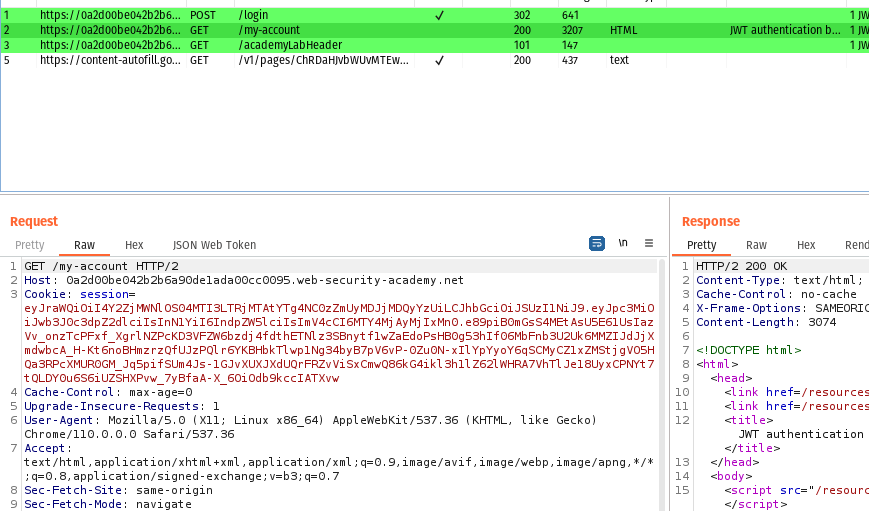 1 https://0a2d00be042b2b6... POST /login ✓ 302 641 1 JW
2 https://0a2d00be042b2b6... GET /my-account 200 3207 HTML JWT authentication b... 1 JW
3 https://0a2d00be042b2b6... GET /academyLabHeader 101 147 1 JW
5 https://content-autofill.go... GET /v1/pages/ChRDaHJvbWUvMTEw... ✓ 200 437 text
Request
Pretty Raw Hex JSON Web Token \n
1 GET /my-account HTTP/2
2 Host: 0a2d00be042b2b6a90de1ada00cc0095.web-security-academy.net
3 Cookie: session=
eyJraWQiOiI4Y2ZjMWNlOS04MTI3LTRjMTAtYTg4NC0zZmUyMDJjMDQyYzUiLCJhbGciOiJSUzI1NiJ9.eyJpc3MiO
iJwb3J0c3dpZ2dlciIsInN1YiI6IndpZW5lciIsImV4cCI6MTY4MjAyMjIxMn0.e89piB0mGsS4MEtAsU5E6lUsIaz
Vv_onzTcPFxf_XgrlNZPcKD3VFZW6bzdj4fdthETNlz3SBnytf1wZaEdoPsHB0g53hIf06MbFnb3U2Uk6MMZIJdJjX
mdwbcA_H-Kt6noBHmzrzQfUJzPQlr6YKBHbkTlwp1Ng34byB7pV6vP-0Zu0N-xIlYpYyoY6qSCMyCZ1xZMStjgVO5H
Qa3RPcXMUR0GM_Jq5pifSUm4Js-1GJvXUXJXdUQrFRZvViSxCmwQ86kG4ikl3h1lZ62lWHRA7VhTlJe18UyxCPNYt7
tQLDY0u6S6iUZSHXPvw_7yBfaA-X_6OiOdb9kccIATXvw
4 Cache-Control: max-age=0
5 Upgrade-Insecure-Requests: 1
6 User-Agent: Mozilla/5.0 (X11; Linux x86_64) AppleWebKit/537.36 (KHTML, like Gecko)
Chrome/110.0.0.0 Safari/537.36
7 Accept:
text/html,application/xhtml+xml,application/xml;q=0.9,image/avif,image/webp,image/apng,*/*
;q=0.8,application/signed-exchange;v=b3;q=0.7
8 Sec-Fetch-Site: same-origin
9 Sec-Fetch-Mode: navigate
Response
Pretty Raw Hex Rend
1 HTTP/2 200 OK
2 Content-Type: text/html;
3 Cache-Control: no-cache
4 X-Frame-Options: SAMEORIG
5 Content-Length: 3074
6
7 <!DOCTYPE html>
8 <html>
9 <head>
10 <link href=/resources
11 <link href=/resources
12 <title>
JWT authentication
</title>
13 </head>
14 <body>
15 <script src="/resourc
</script>